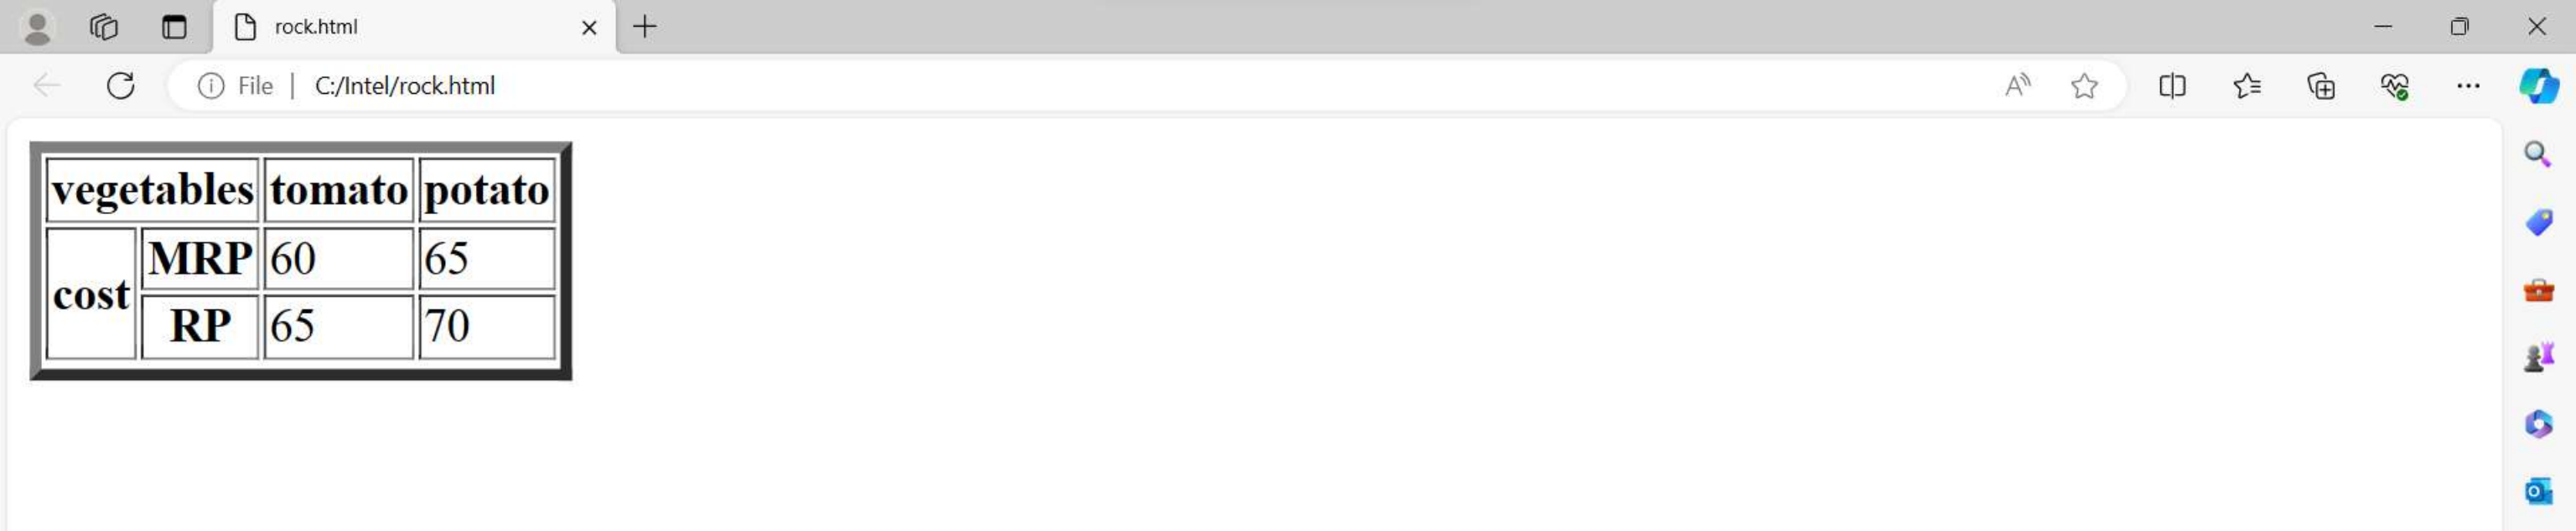 rock.html
File | C:/Intel/rock.html
vegetables tomato potato
cost MRP 60 65
RP 65 70